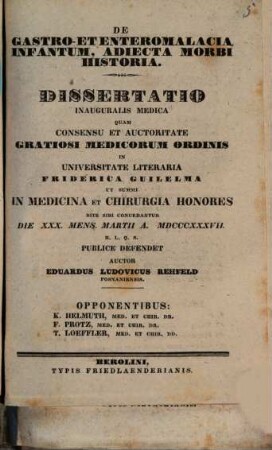 DE
GASTRO-ET ENTEROMALACIA
INFANTUM, ADIECTA MORBI
HISTORIA.
DISSERTATIO
INAUGURALIS MEDICA
QUAM
CONSENSU ET AUCTORITATE
GRATIOSI MEDICORUM ORDINIS
IN
UNIVERSITATE LITERARIA
FRIDERICA GUILELMA
UT SUMMI
IN MEDICINA ET CHIRURGIA HONORES
RITE SIBI CONCEDANTUR
DIE XXX. MENS. MARTII A. MDCCCXXXVII.
H. L. Q. S.
PUBLICE DEFENDET
AUCTOR
EDUARDUS LUDOVICUS REHFELD
POSNANIENSIS.
OPPONENTIBUS:
K. HELMUTH, MED. ET CHIR. DR.
F. PROTZ, MED. ET CHIR. DR.
T. LOEFFLER, MED. ET CHIR. DD.
BEROLINI,
TYPIS FRIEDLAENDERIANIS.